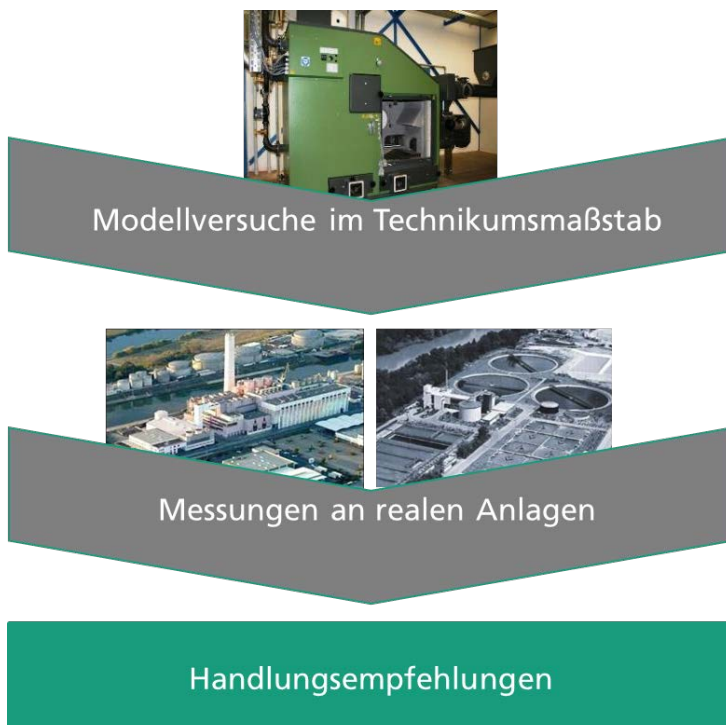 Modellversuche im Technikumsmaßstab
Messungen an realen Anlagen
Handlungsempfehlungen